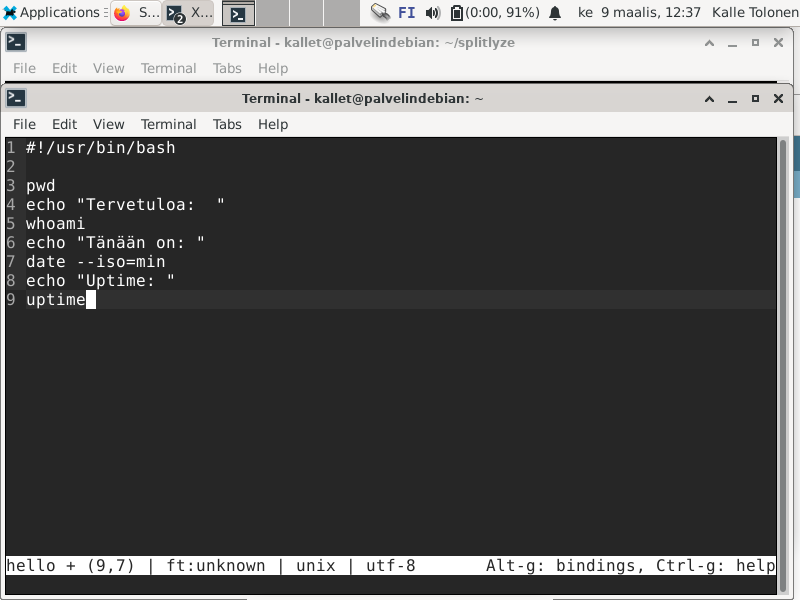 Applications S... 2 X... FI (0:00, 91%) ke 9 maalis, 12:37 Kalle Tolonen
Terminal - kallet@palvelindebian: ~/splitlyze
File Edit View Terminal Tabs Help
Terminal - kallet@palvelindebian: ~
File Edit View Terminal Tabs Help
1 #!/usr/bin/bash
2
3 pwd
4 echo "Tervetuloa:  "
5 whoami
6 echo "Tänään on: "
7 date --iso=min
8 echo "Uptime: "
9 uptime
hello + (9,7) | ft:unknown | unix | utf-8 Alt-g: bindings, Ctrl-g: help